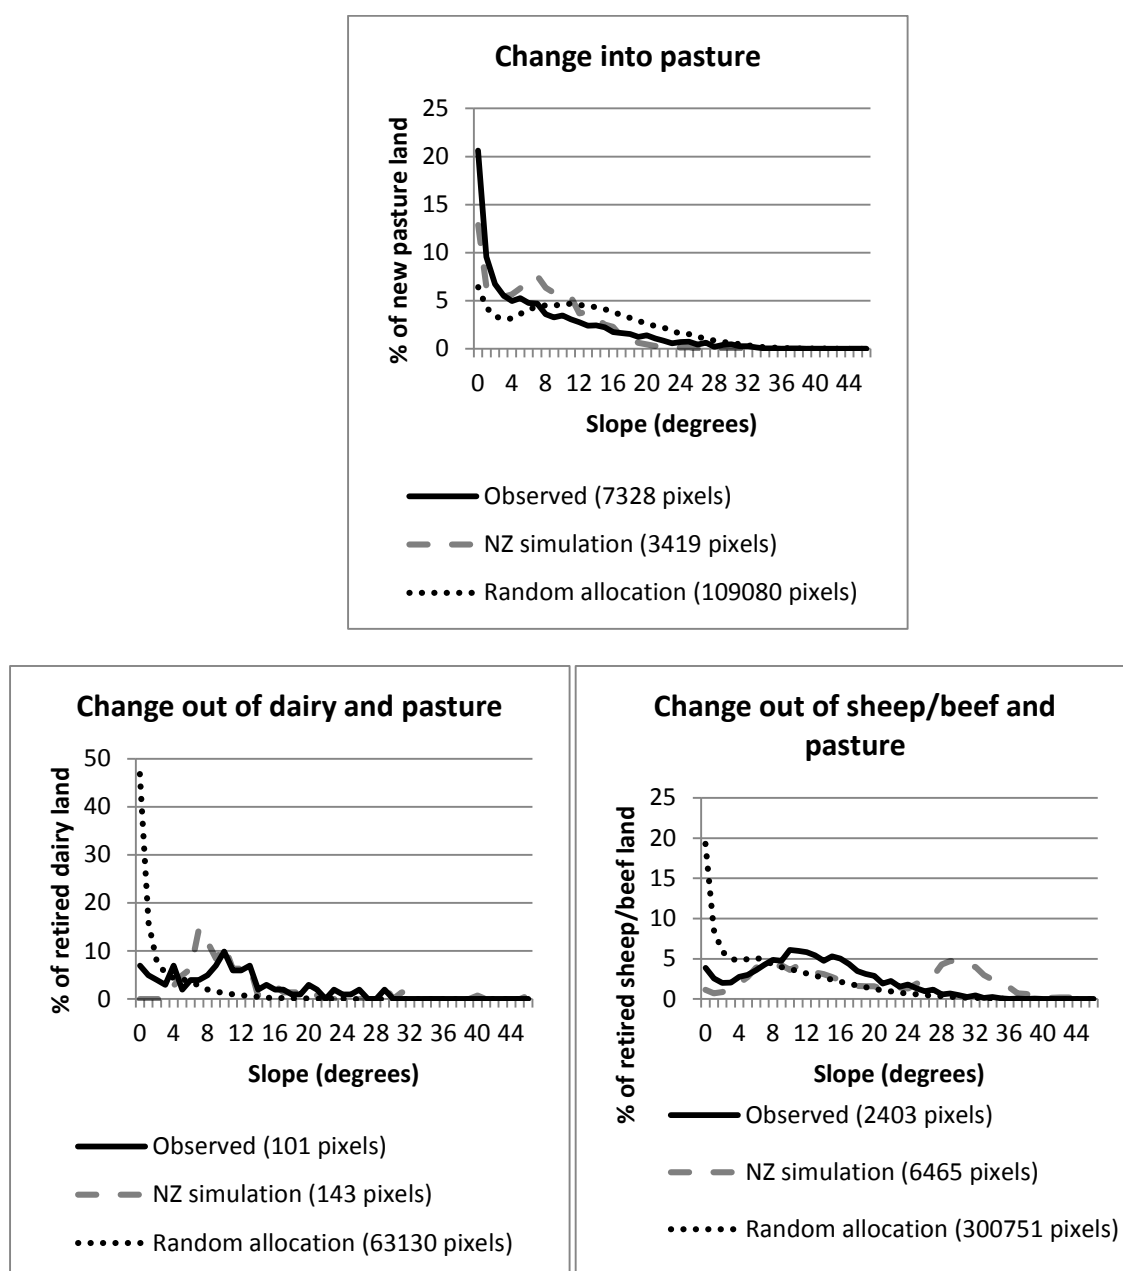 Change into pasture
% of new pasture land
25
20
15
10
5
0
0 4 8 12 16 20 24 28 32 36 40 44
Slope (degrees)
Observed (7328 pixels)
NZ simulation (3419 pixels)
Random allocation (109080 pixels)
Change out of dairy and pasture
% of retired dairy land
50
40
30
20
10
0
0 4 8 12 16 20 24 28 32 36 40 44
Slope (degrees)
Observed (101 pixels)
NZ simulation (143 pixels)
Random allocation (63130 pixels)
Change out of sheep/beef and
pasture
% of retired sheep/beef land
25
20
15
10
5
0
0 4 8 12 16 20 24 28 32 36 40 44
Slope (degrees)
Observed (2403 pixels)
NZ simulation (6465 pixels)
Random allocation (300751 pixels)